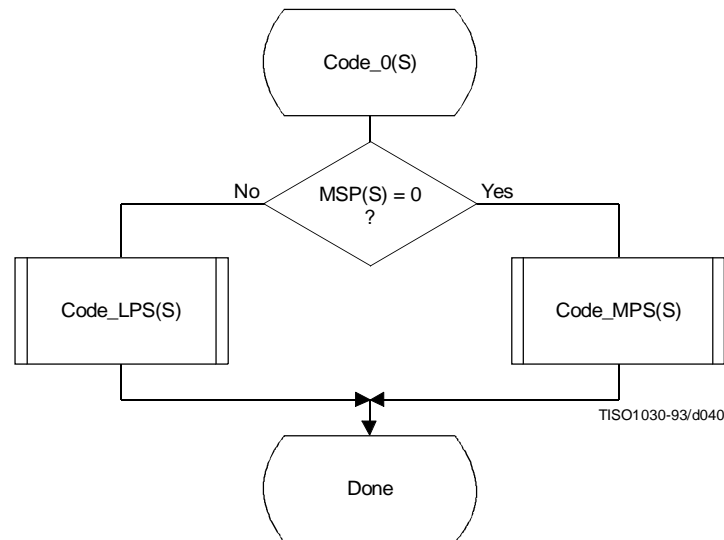 Code_0(S)
No
MSP(S) = 0
?
Yes
Code_LPS(S)
Code_MPS(S)
TISO1030-93/d040
Done